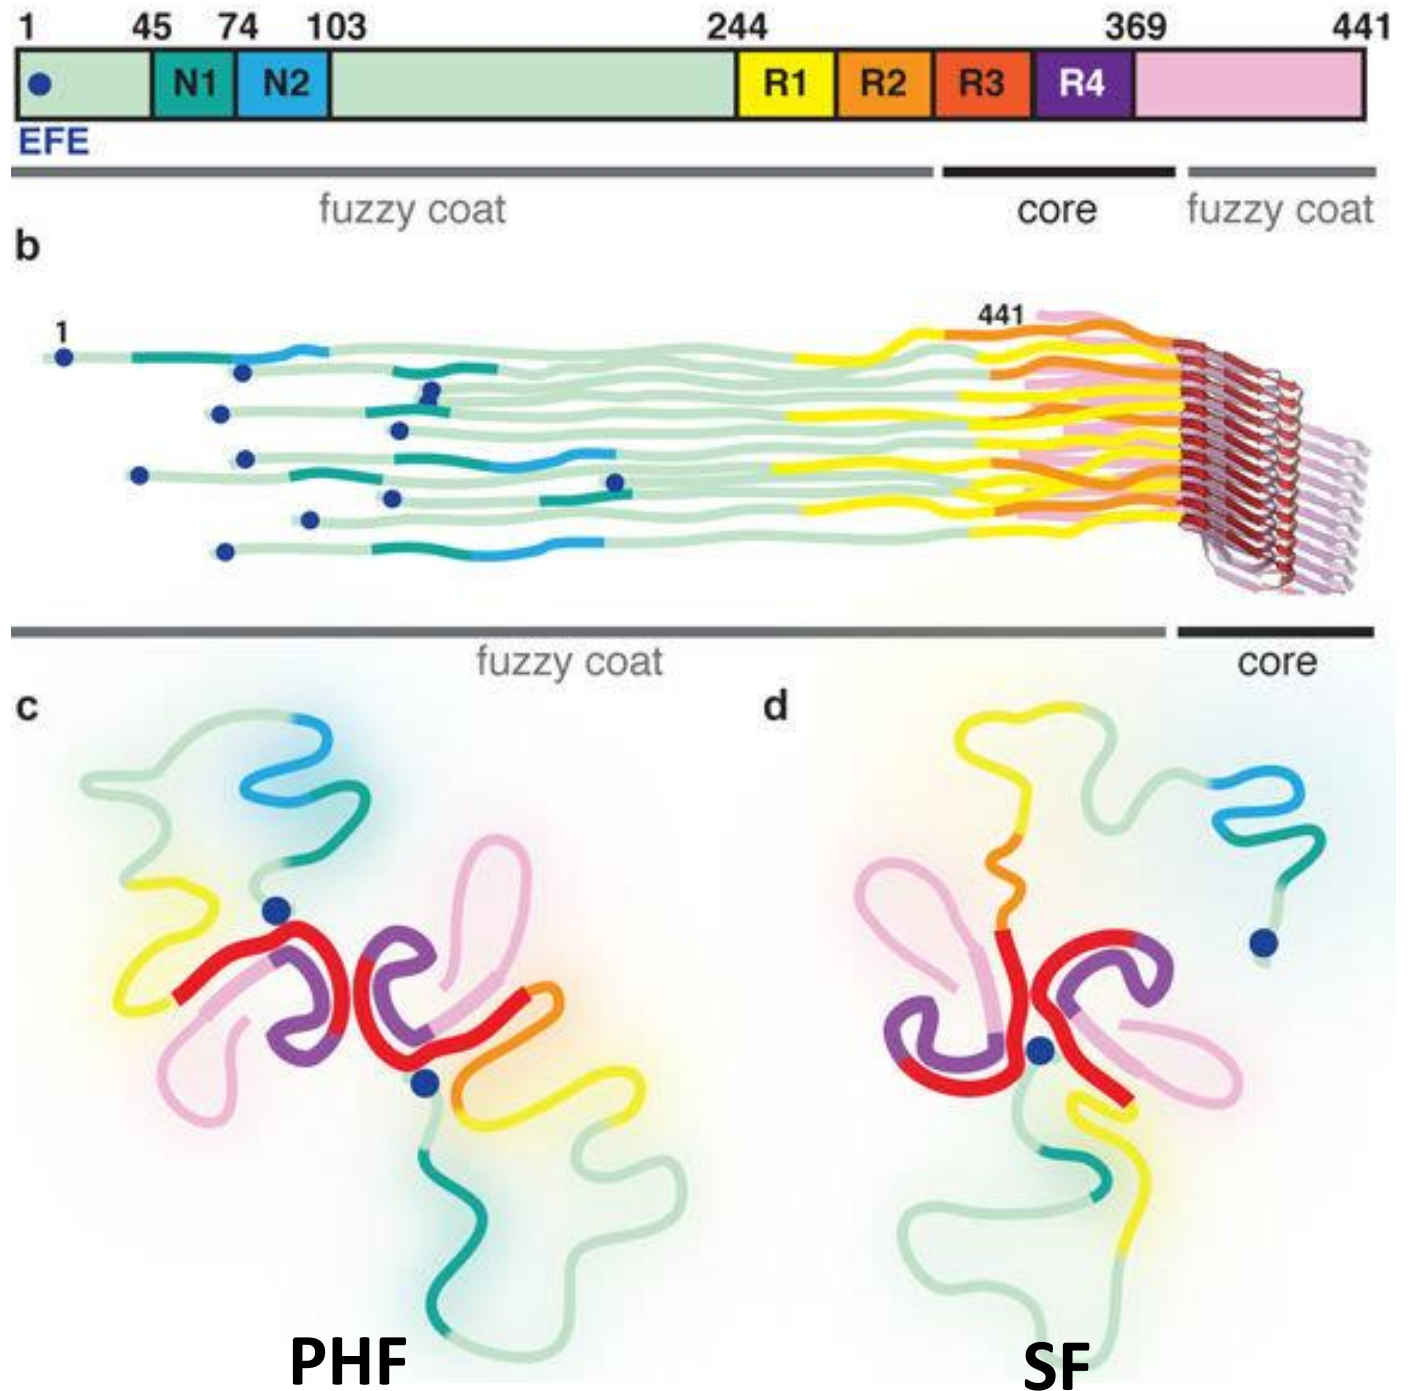 1 45 74 103 244 369 441
N1 N2 R1 R2 R3 R4
EFE
fuzzy coat core fuzzy coat
b
441
1
fuzzy coat core
c d
PHF SF